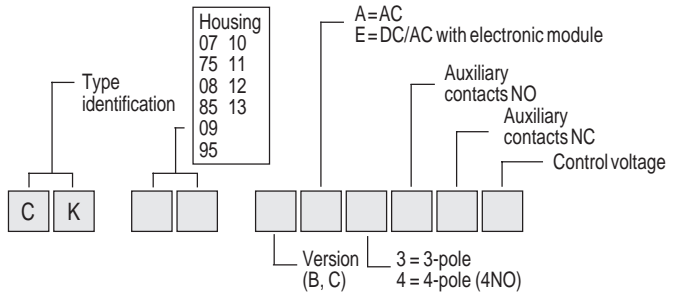 A=AC
E=DC/AC with electronic module
Housing
07 10
75 11
08 12
85 13
09
95
Type
identification
Auxiliary
contacts NO
Auxiliary
contacts NC
Control voltage
C K
Version
(B, C)
3 = 3-pole
4 = 4-pole (4NO)